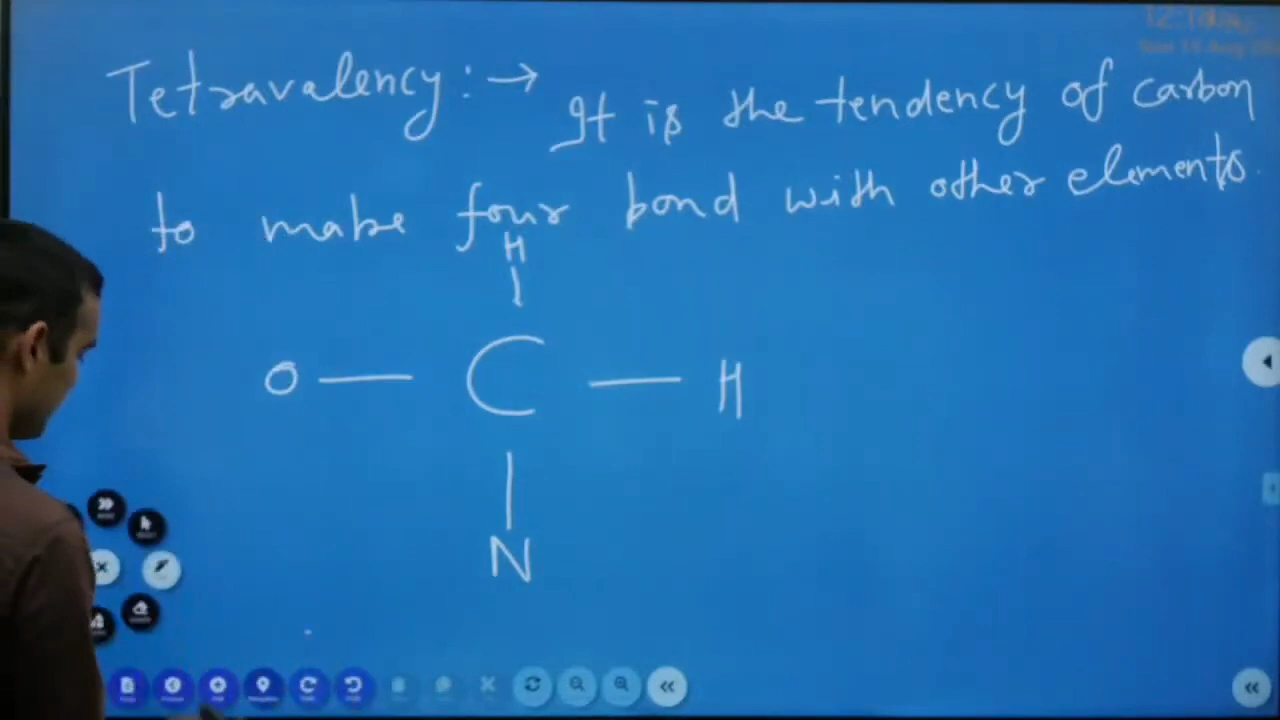 Tetravalency : → It is the tendency of carbon
to make four bond with other elements.
H
O — C — H
N